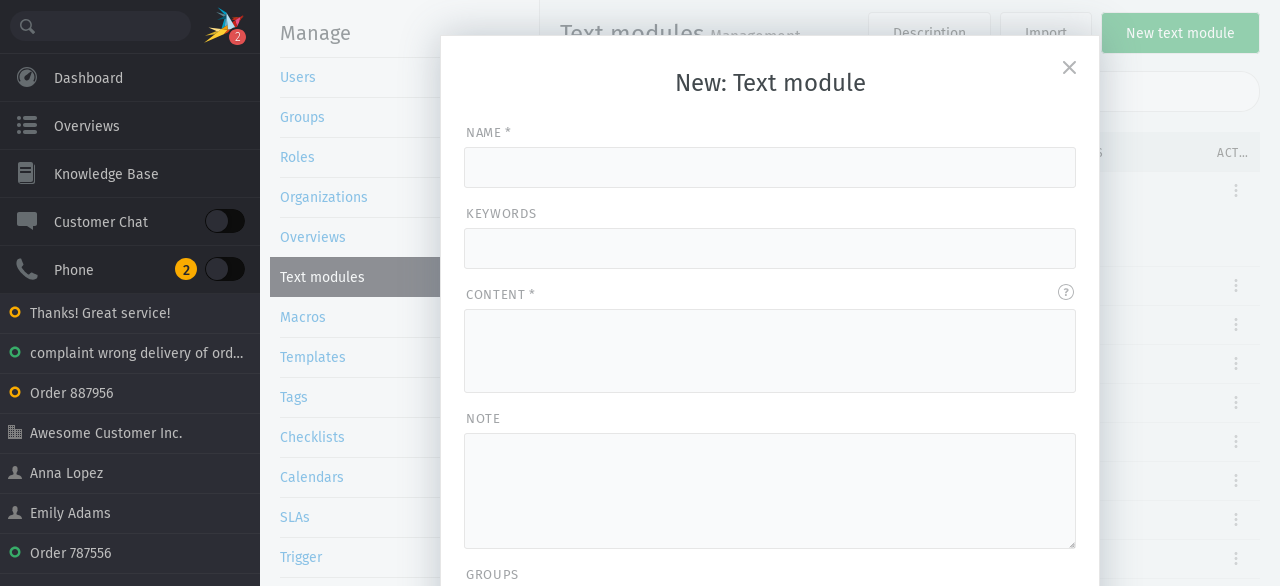 2
Dashboard
Overviews
Knowledge Base
Customer Chat
Phone 2
Thanks! Great service!
complaint wrong delivery of ord...
Order 887956
Awesome Customer Inc.
Anna Lopez
Emily Adams
Order 787556
Manage
Users
Groups
Roles
Organizations
Overviews
Text modules
Macros
Templates
Tags
Checklists
Calendars
SLAs
Trigger
Text modules Management
Description
Import
New text module
ACT...
New: Text module
NAME *
KEYWORDS
CONTENT *
?
NOTE
GROUPS